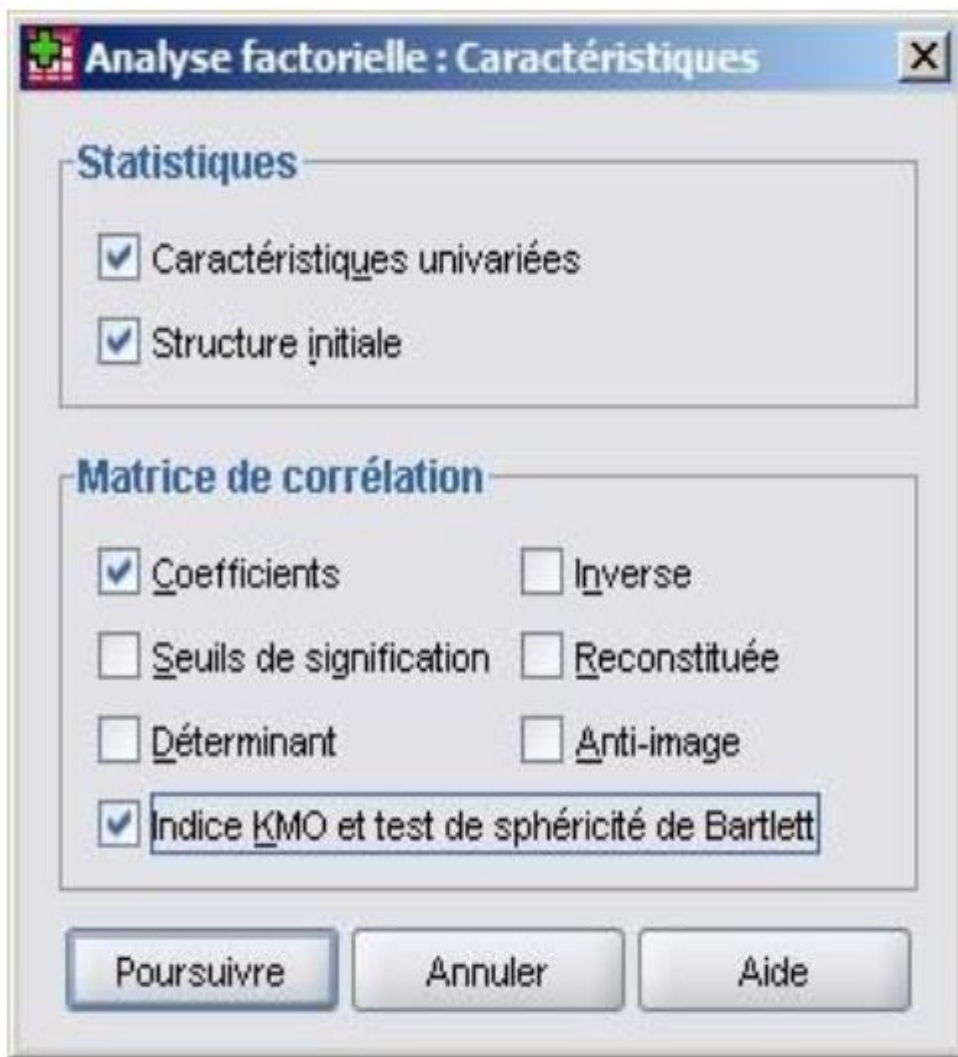 Analyse factorielle : Caractéristiques
Statistiques
Caractéristiques univariées
Structure initiale
Matrice de corrélation
Coefficients Inverse
Seuils de signification Reconstituée
Déterminant Anti-image
Indice KMO et test de sphéricité de Bartlett
Poursuivre Annuler Aide